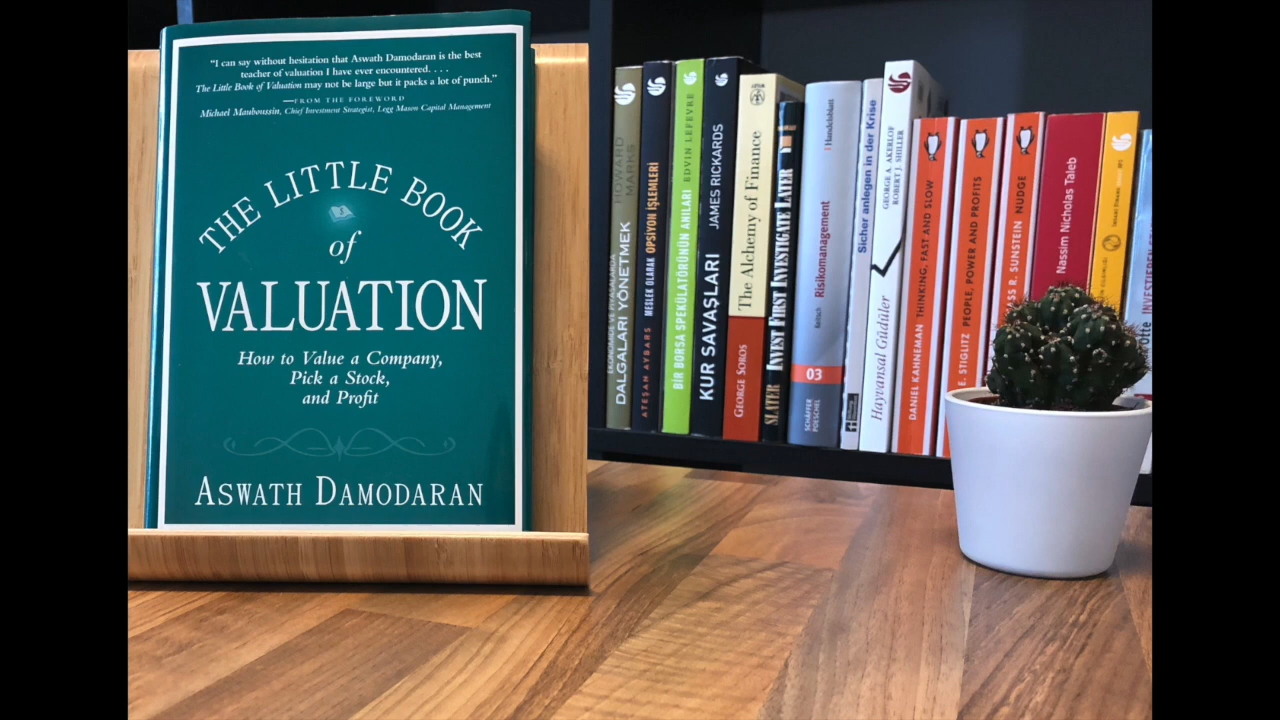 "I can say without hesitation that Aswath Damodaran is the best
teacher of valuation I have ever encountered. . . .
The Little Book of Valuation may not be large but it packs a lot of punch."
—FROM THE FOREWORD
Michael Mauboussin, Chief Investment Strategist, Legg Mason Capital Management
THE LITTLE BOOK
of
VALUATION
How to Value a Company,
Pick a Stock,
and Profit
ASWATH DAMODARAN
HOWARD
MARKS
DALGALARI YÖNETMEK
ATEŞAN AYBARS
MESLEK OLARAK OPSİYON İŞLEMLERİ
BİR BORSA SPEKÜLATÖRÜNÜN ANILARI
EDVIN LEFEVRE
KUR SAVAŞLARI
JAMES RICKARDS
GEORGE SOROS
The Alchemy of Finance
SLATER
INVEST FIRST INVESTIGATE LATER
Handelsblatt
Risikomanagement
03
SCHÄFFER
POESCHEL
Sicher anlegen in der Krise
GEORGE A. AKERLOF
ROBERT J. SHILLER
Hayvansal Güdüler
DANIEL KAHNEMAN THINKING, FAST AND SLOW
E. STIGLITZ PEOPLE, POWER AND PROFITS
R. SUNSTEIN NUDGE
Nassim Nicholas Taleb